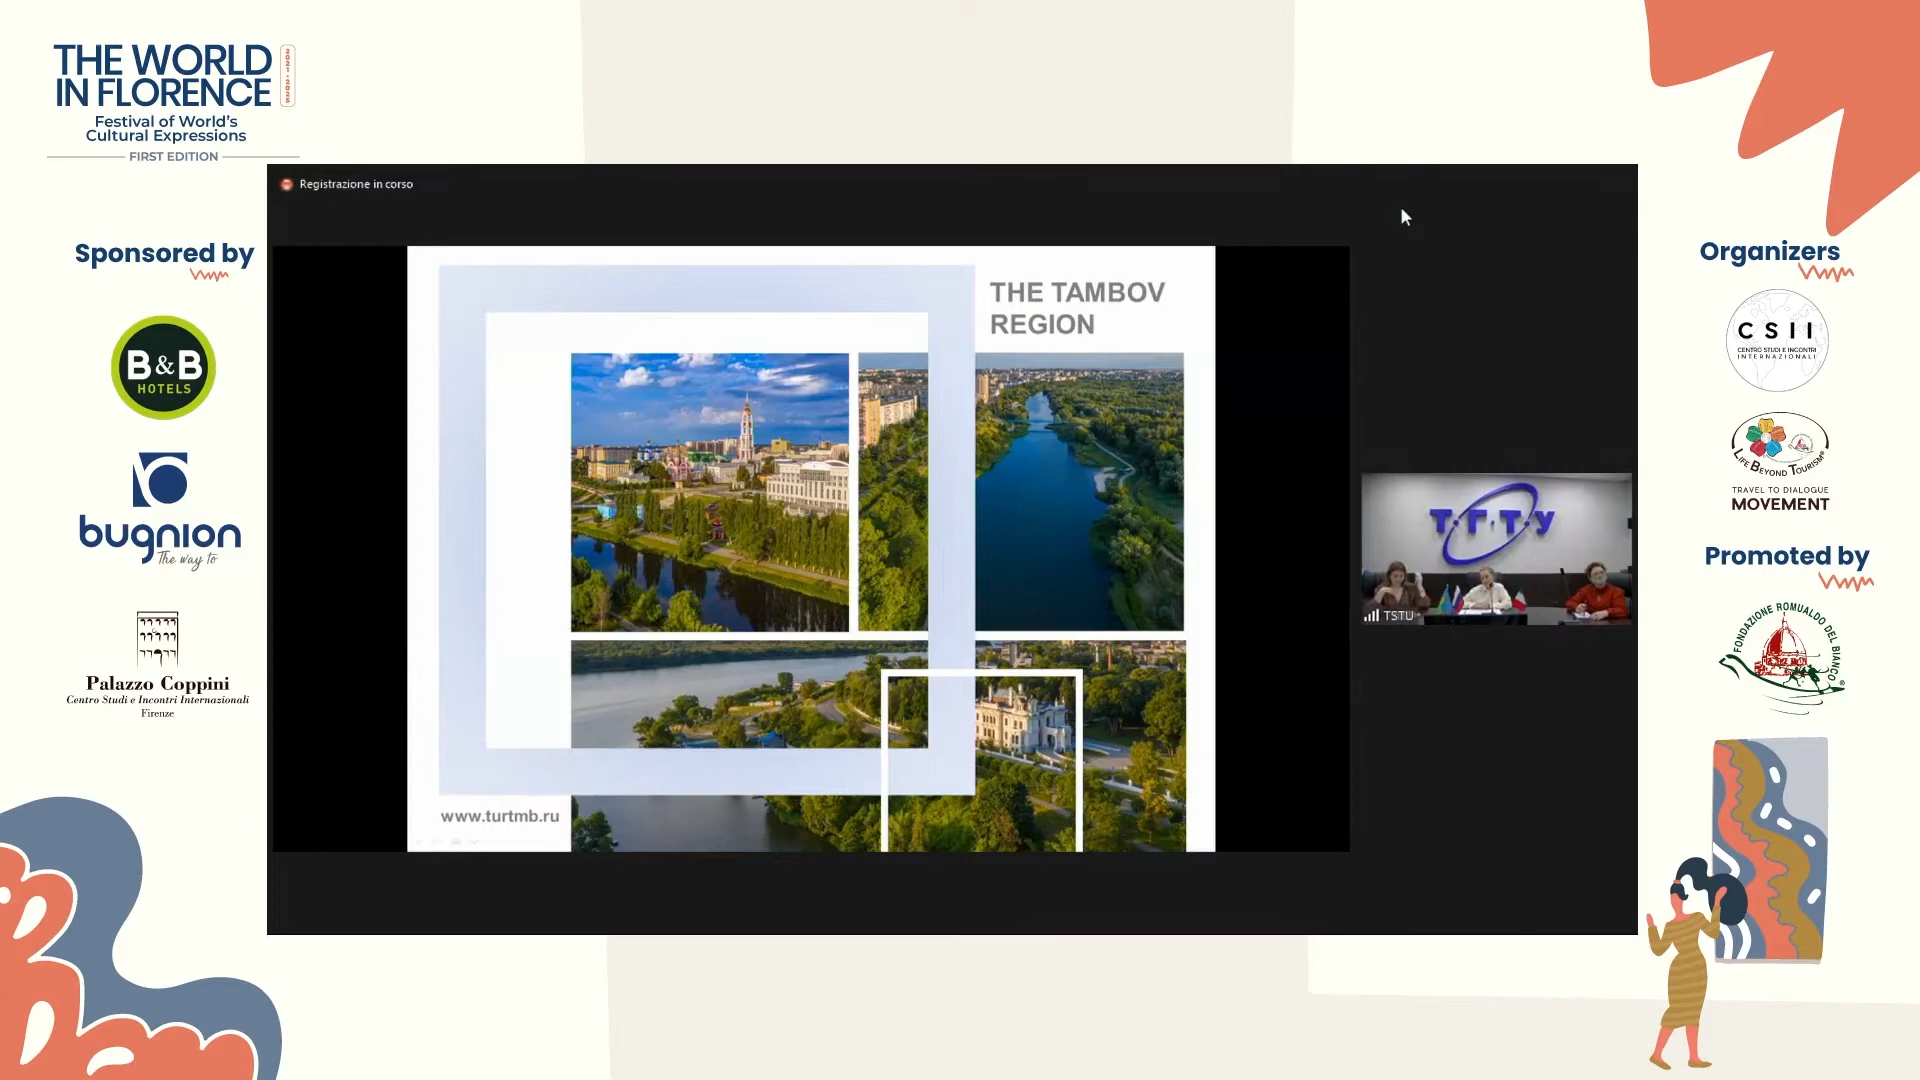 THE WORLD
IN FLORENCE
2021-2025
Festival of World's
Cultural Expressions
FIRST EDITION
Registrazione in corso
Sponsored by
B&B
HOTELS
bugnion
The way to
Palazzo Coppini
Centro Studi e Incontri Internazionali
Firenze
THE TAMBOV
REGION
www.turtmb.ru
Т.Г.Т.У
TSTU
Organizers
CSII
CENTRO STUDI E INCONTRI
INTERNAZIONALI
LIFE BEYOND TOURISM®
TRAVEL TO DIALOGUE
MOVEMENT
Promoted by
FONDAZIONE ROMUALDO DEL BIANCO®